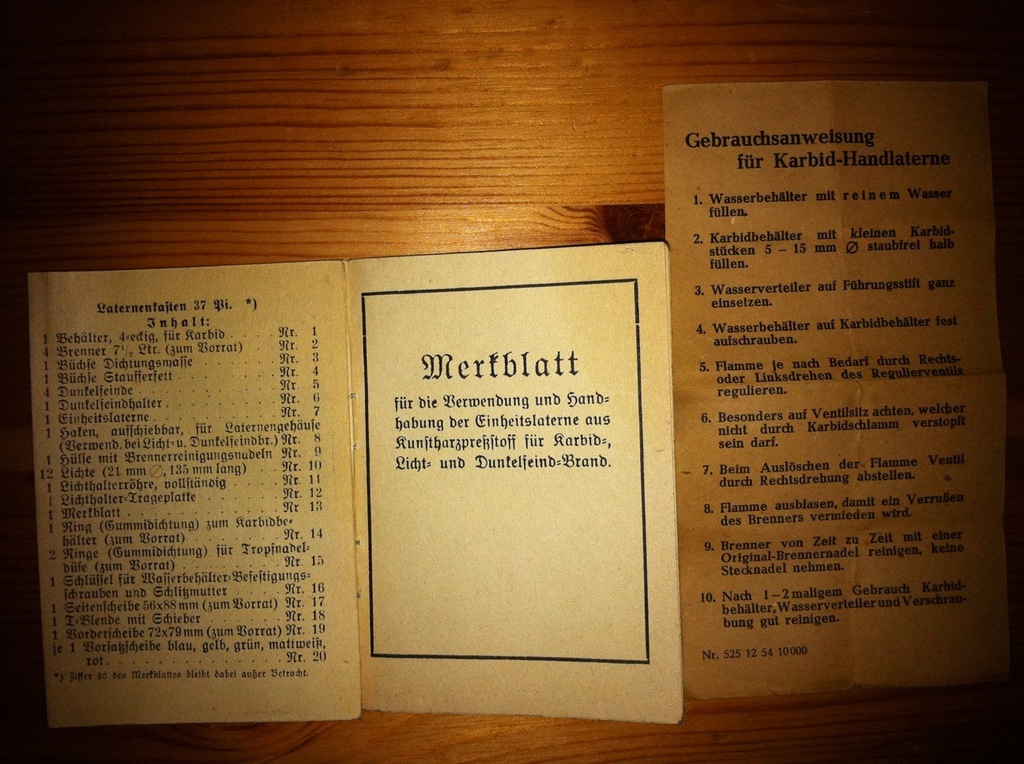 Laternenkasten 37 Pi. *)
Inhalt:
1 Behälter, 4=eckig, für Karbid . . . . Nr. 1
4 Brenner 7½ Ltr. (zum Vorrat) . . . Nr. 2
1 Büchse Dichtungsmasse . . . . . . Nr. 3
1 Büchse Staufferfett . . . . . . . Nr. 4
4 Dunkelfeinde . . . . . . . . . Nr. 5
1 Dunkelfeindhalter . . . . . . . . Nr. 6
1 Einheitslaterne . . . . . . . . . Nr. 7
1 Haken, aufschiebbar, für Laternengehäuse
(Verwend. bei Licht= u. Dunkelfeindbr.) Nr. 8
1 Hülse mit Brennerreinigungsnadeln Nr. 9
12 Lichte (21 mm ∅, 135 mm lang) . . Nr. 10
1 Lichthalterröhre, vollständig . . . . Nr. 11
1 Lichthalter=Trageplatte . . . . . . Nr. 12
1 Merkblatt . . . . . . . . . . Nr 13
1 Ring (Gummidichtung) zum Karbidbe=
hälter (zum Vorrat) . . . . . . . Nr. 14
2 Ringe (Gummidichtung) für Tropfnadel=
düse (zum Vorrat) . . . . . . . Nr. 15
1 Schlüssel für Wasserbehälter=Befestigungs=
schrauben und Schlitzmutter . . . . Nr. 16
1 Seitenscheibe 56x88 mm (zum Vorrat) Nr. 17
1 T=Blende mit Schieber . . . . . . Nr. 18
1 Vorderscheibe 72x79 mm (zum Vorrat) Nr. 19
je 1 Vorsatzscheibe blau, gelb, grün, mattweiß,
rot . . . . . . . . . . . . . Nr. 20
*) Ziffer 26 des Merkblattes bleibt dabei außer Betracht.
Merkblatt
für die Verwendung und Hand=
habung der Einheitslaterne aus
Kunstharzpreßstoff für Karbid=,
Licht= und Dunkelfeind=Brand.
Gebrauchsanweisung
für Karbid-Handlaterne
1. Wasserbehälter mit reinem Wasser
füllen.
2. Karbidbehälter mit kleinen Karbid-
stücken 5 – 15 mm ∅ staubfrei halb
füllen.
3. Wasserverteiler auf Führungsstift ganz
einsetzen.
4. Wasserbehälter auf Karbidbehälter fest
aufschrauben.
5. Flamme je nach Bedarf durch Rechts-
oder Linksdrehen des Regulierventils
regulieren.
6. Besonders auf Ventilsitz achten, welcher
nicht durch Karbidschlamm verstopft
sein darf.
7. Beim Auslöschen der Flamme Ventil
durch Rechtsdrehung abstellen.
8. Flamme ausblasen, damit ein Verrußen
des Brenners vermieden wird.
9. Brenner von Zeit zu Zeit mit einer
Original-Brennernadel reinigen, keine
Stecknadel nehmen.
10. Nach 1–2 maligem Gebrauch Karbid-
behälter, Wasserverteiler und Verschrau-
bung gut reinigen.
Nr. 525 12 54 10000